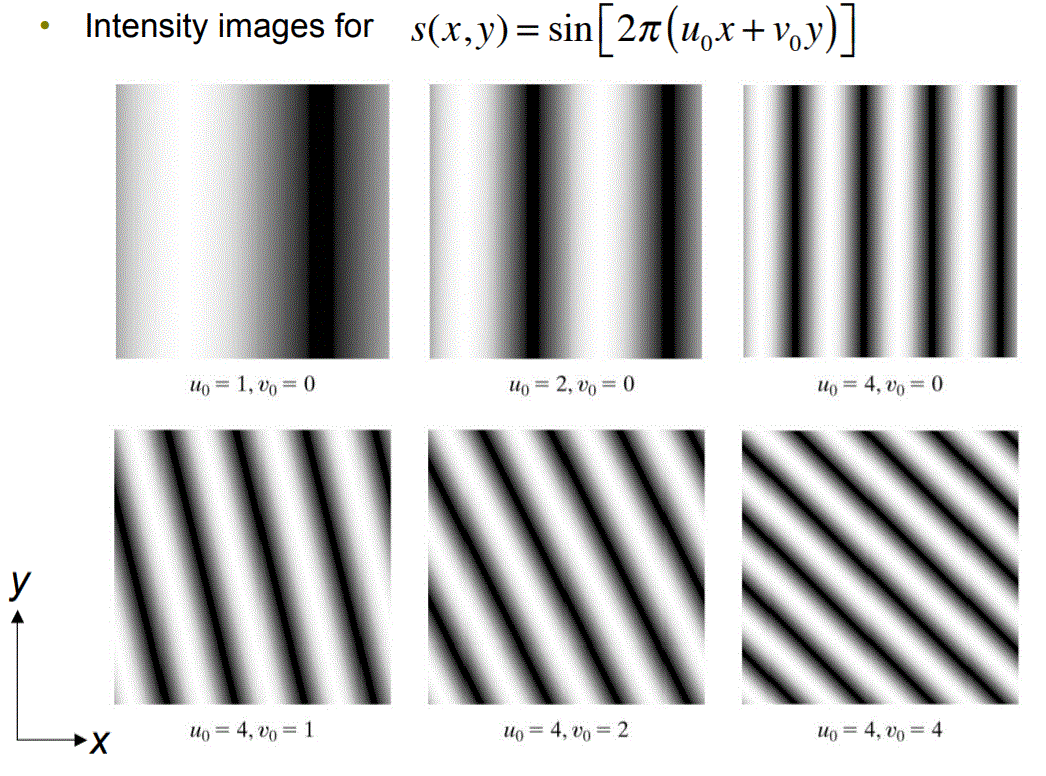 • Intensity images for s(x,y) = sin[2π(u₀x + v₀y)]
u₀ = 1, v₀ = 0
u₀ = 2, v₀ = 0
u₀ = 4, v₀ = 0
y
x
u₀ = 4, v₀ = 1
u₀ = 4, v₀ = 2
u₀ = 4, v₀ = 4